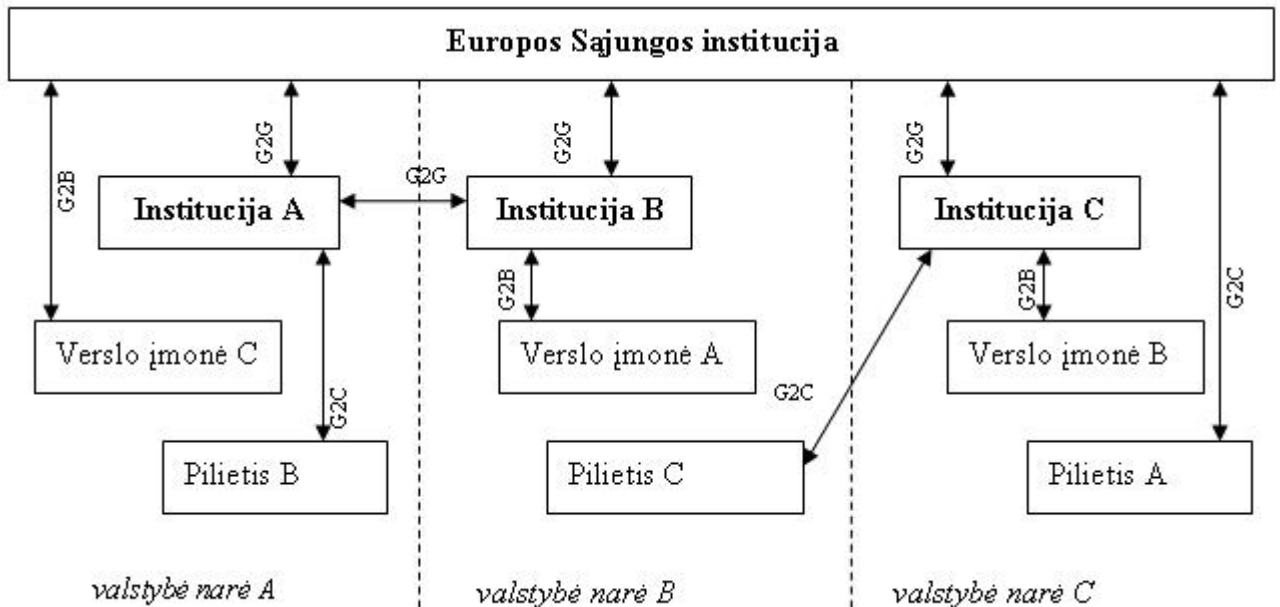 Europos Sąjungos institucija
G2B
G2G
G2G
G2G
G2C
G2G
Institucija A
Institucija B
Institucija C
G2B
G2B
Verslo įmonė C
Verslo įmonė A
Verslo įmonė B
G2C
G2C
Pilietis B
Pilietis C
Pilietis A
valstybė narė A
valstybė narė B
valstybė narė C